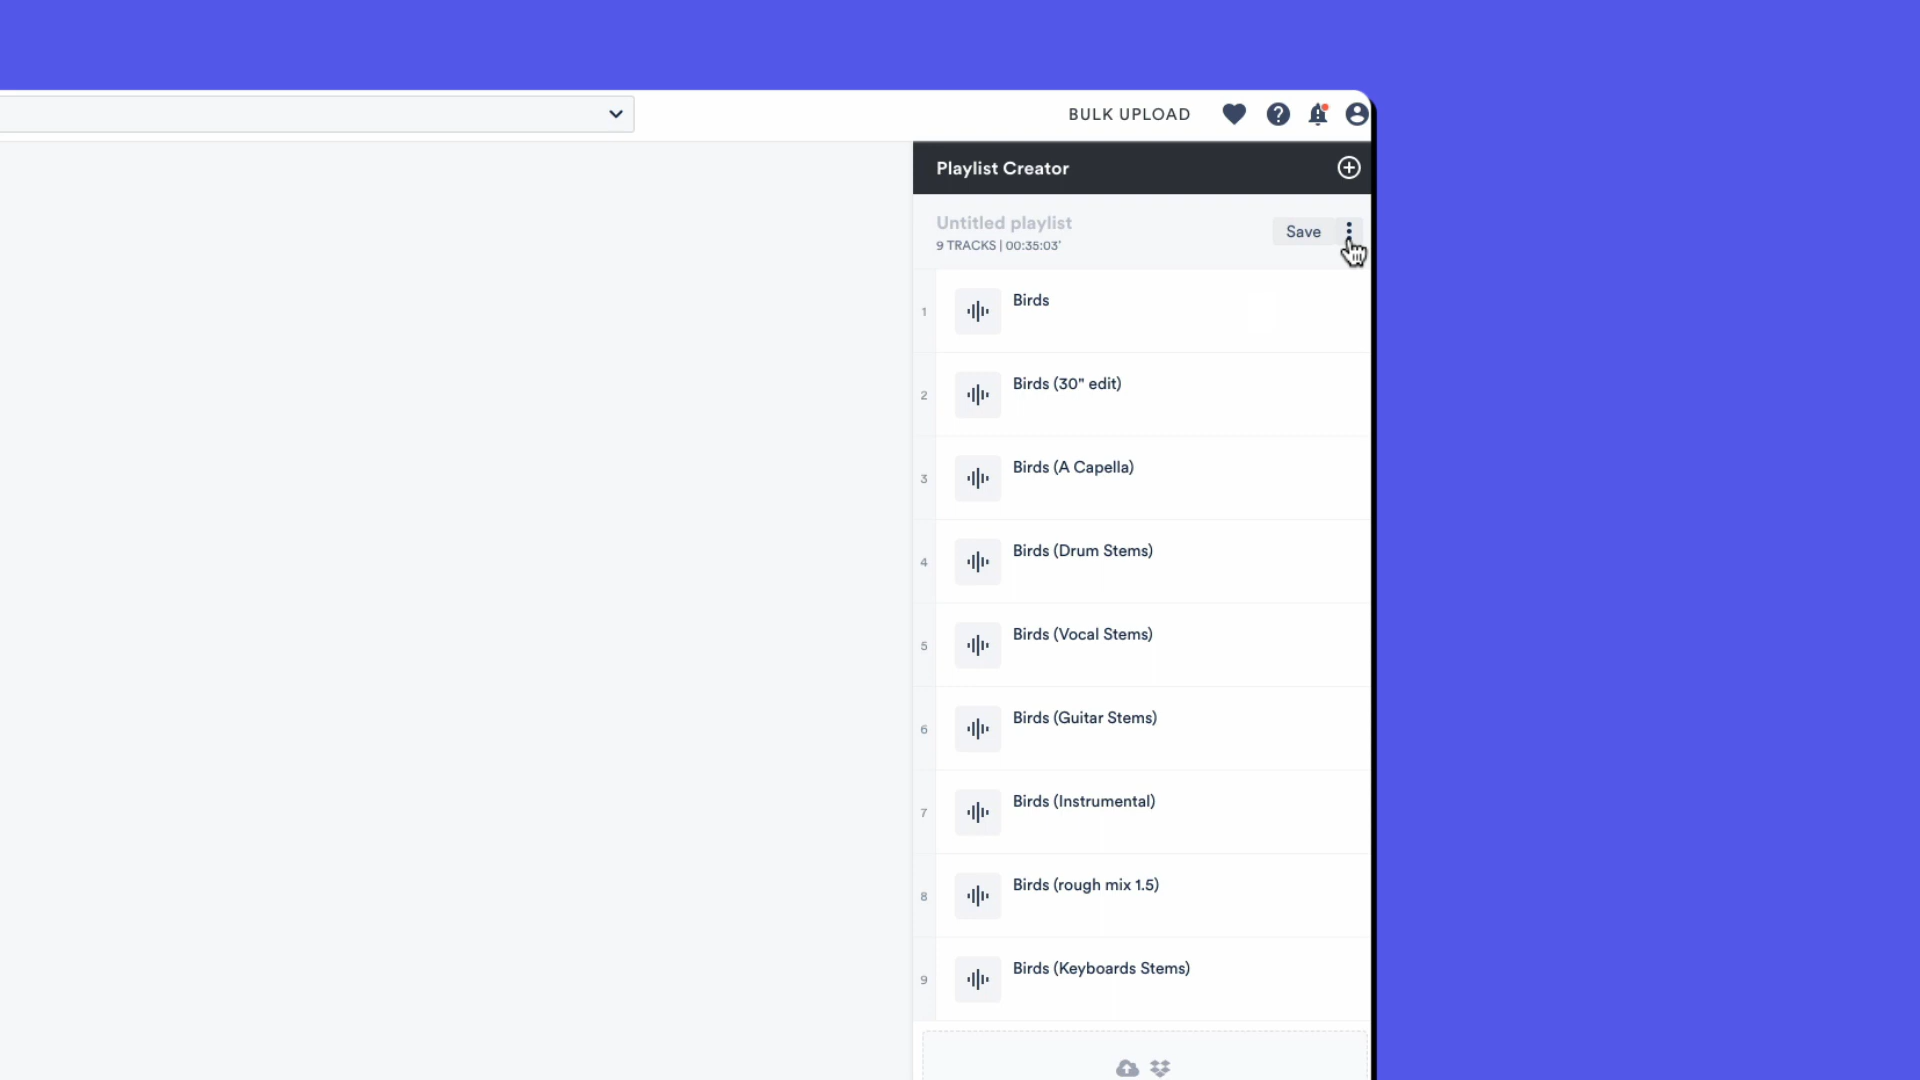 BULK UPLOAD
Playlist Creator
Untitled playlist
Save
9 TRACKS | 00:35:03'
1
Birds
2
Birds (30" edit)
3
Birds (A Capella)
4
Birds (Drum Stems)
5
Birds (Vocal Stems)
6
Birds (Guitar Stems)
7
Birds (Instrumental)
8
Birds (rough mix 1.5)
9
Birds (Keyboards Stems)